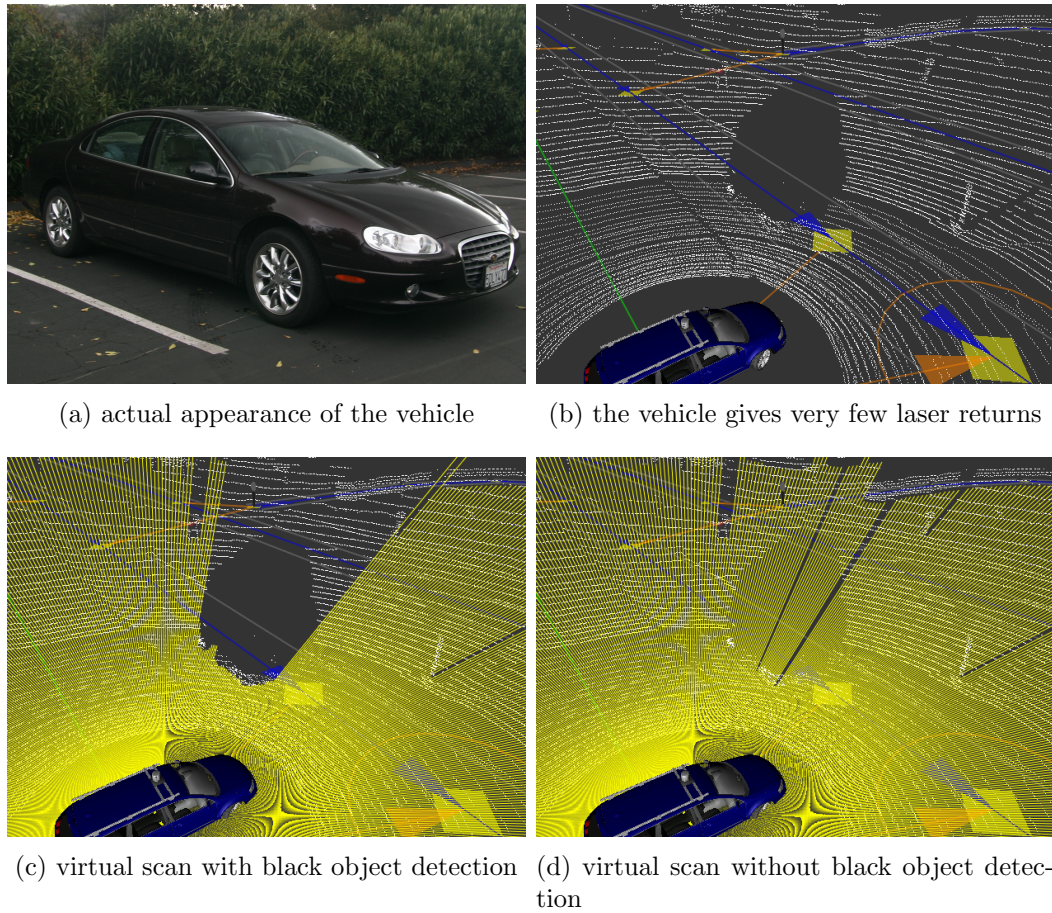 (a) actual appearance of the vehicle
(b) the vehicle gives very few laser returns
(c) virtual scan with black object detection
(d) virtual scan without black object detec-
tion